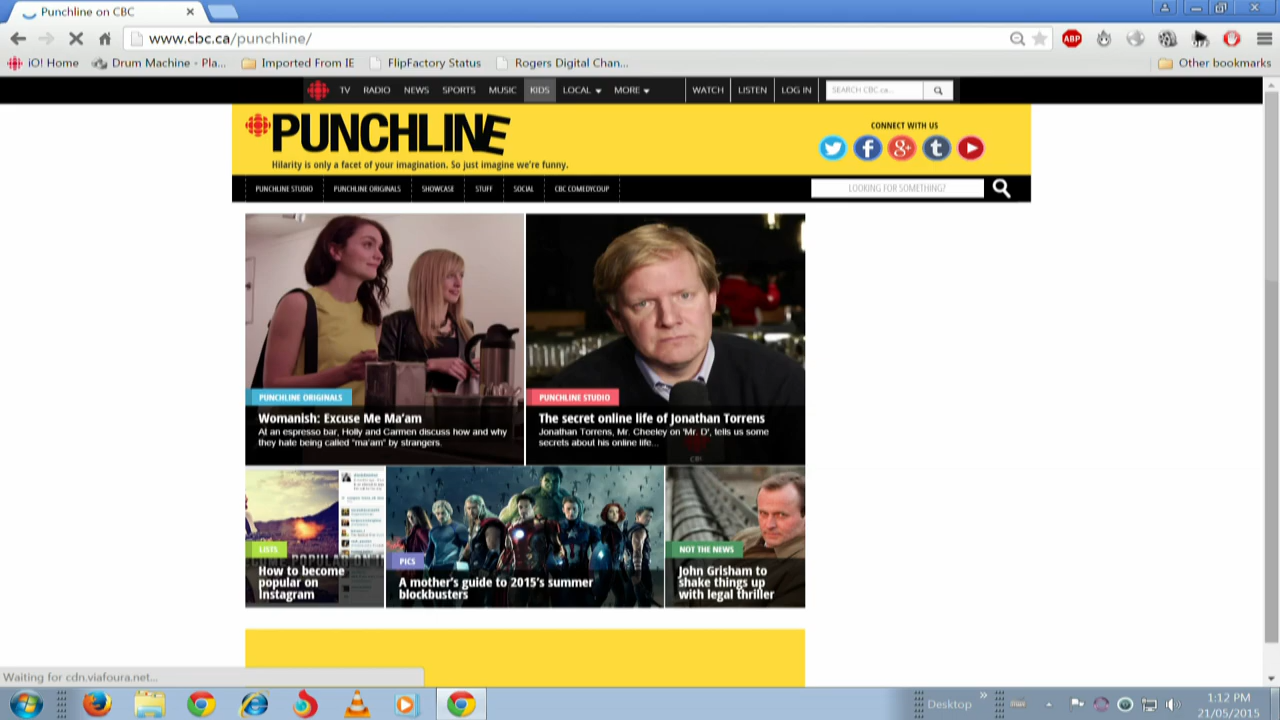 Punchline on CBC
www.cbc.ca/punchline/
ABP
iO! Home
Drum Machine - Pla...
Imported From IE
FlipFactory Status
Rogers Digital Chan...
Other bookmarks
TV RADIO NEWS SPORTS MUSIC KIDS LOCAL MORE WATCH LISTEN LOG IN SEARCH CBC.ca...
PUNCHLINE
Hilarity is only a facet of your imagination. So just imagine we're funny.
CONNECT WITH US
PUNCHLINE STUDIO PUNCHLINE ORIGINALS SHOWCASE STUFF SOCIAL CBC COMEDYCOUP
LOOKING FOR SOMETHING?
PUNCHLINE ORIGINALS
Womanish: Excuse Me Ma'am
At an espresso bar, Holly and Carmen discuss how and why
they hate being called "ma'am" by strangers.
PUNCHLINE STUDIO
The secret online life of Jonathan Torrens
Jonathan Torrens, Mr. Cheeley on 'Mr. D', tells us some
secrets about his online life...
LISTS
How to become
popular on
Instagram
PICS
A mother's guide to 2015's summer
blockbusters
NOT THE NEWS
John Grisham to
shake things up
with legal thriller
Waiting for cdn.viafoura.net...
Desktop
1:12 PM
21/05/2015